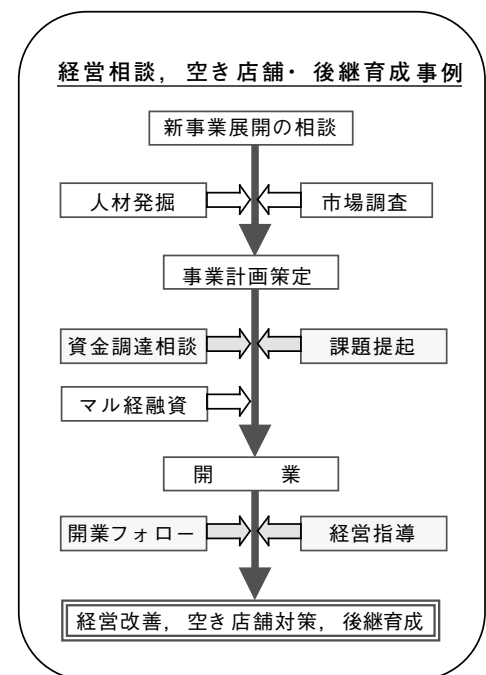 経営相談，空き店舗・後継育成事例
新事業展開の相談
人材発掘
市場調査
事業計画策定
資金調達相談
課題提起
マル経融資
開　　業
開業フォロー
経営指導
経営改善，空き店舗対策，後継育成